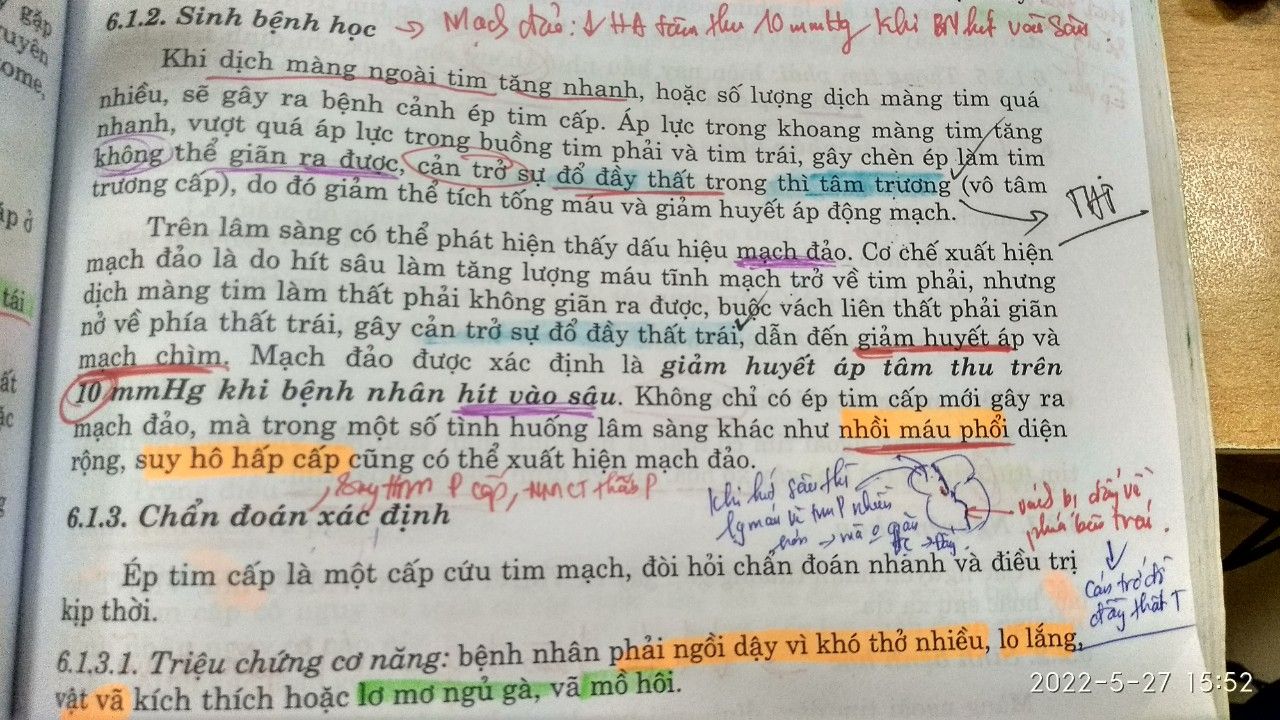 gặp
uyên
ome,
áp ở
tái
ất
ặc
6.1.2. Sinh bệnh học → Mạch đảo: ↓ HA tâm thu 10 mmHg khi BN hít vào sâu.
Khi dịch màng ngoài tim tăng nhanh, hoặc số lượng dịch màng tim quá
nhiều, sẽ gây ra bệnh cảnh ép tim cấp. Áp lực trong khoang màng tim tăng
nhanh, vượt quá áp lực trong buồng tim phải và tim trái, gây chèn ép làm tim
không thể giãn ra được, cản trở sự đổ đầy thất trong thì tâm trương (vô tâm
trương cấp), do đó giảm thể tích tống máu và giảm huyết áp động mạch.
Trên lâm sàng có thể phát hiện thấy dấu hiệu mạch đảo. Cơ chế xuất hiện
mạch đảo là do hít sâu làm tăng lượng máu tĩnh mạch trở về tim phải, nhưng
dịch màng tim làm thất phải không giãn ra được, buộc vách liên thất phải giãn
nở về phía thất trái, gây cản trở sự đổ đầy thất trái, dẫn đến giảm huyết áp và
mạch chìm. Mạch đảo được xác định là giảm huyết áp tâm thu trên
10 mmHg khi bệnh nhân hít vào sâu. Không chỉ có ép tim cấp mới gây ra
mạch đảo, mà trong một số tình huống lâm sàng khác như nhồi máu phổi diện
rộng, suy hô hấp cấp cũng có thể xuất hiện mạch đảo.
, Suy tim P cấp, NMCT thất P
Khi hít sâu thì
lg máu về tim P nhiều
hơn →
vách bị đẩy về
phía bên trái.
Cản trở đổ
đầy thất T
6.1.3. Chẩn đoán xác định
Ép tim cấp là một cấp cứu tim mạch, đòi hỏi chẩn đoán nhanh và điều trị
kịp thời.
6.1.3.1. Triệu chứng cơ năng: bệnh nhân phải ngồi dậy vì khó thở nhiều, lo lắng,
vật vã kích thích hoặc lơ mơ ngủ gà, vã mồ hôi.
2022-5-27 15:52